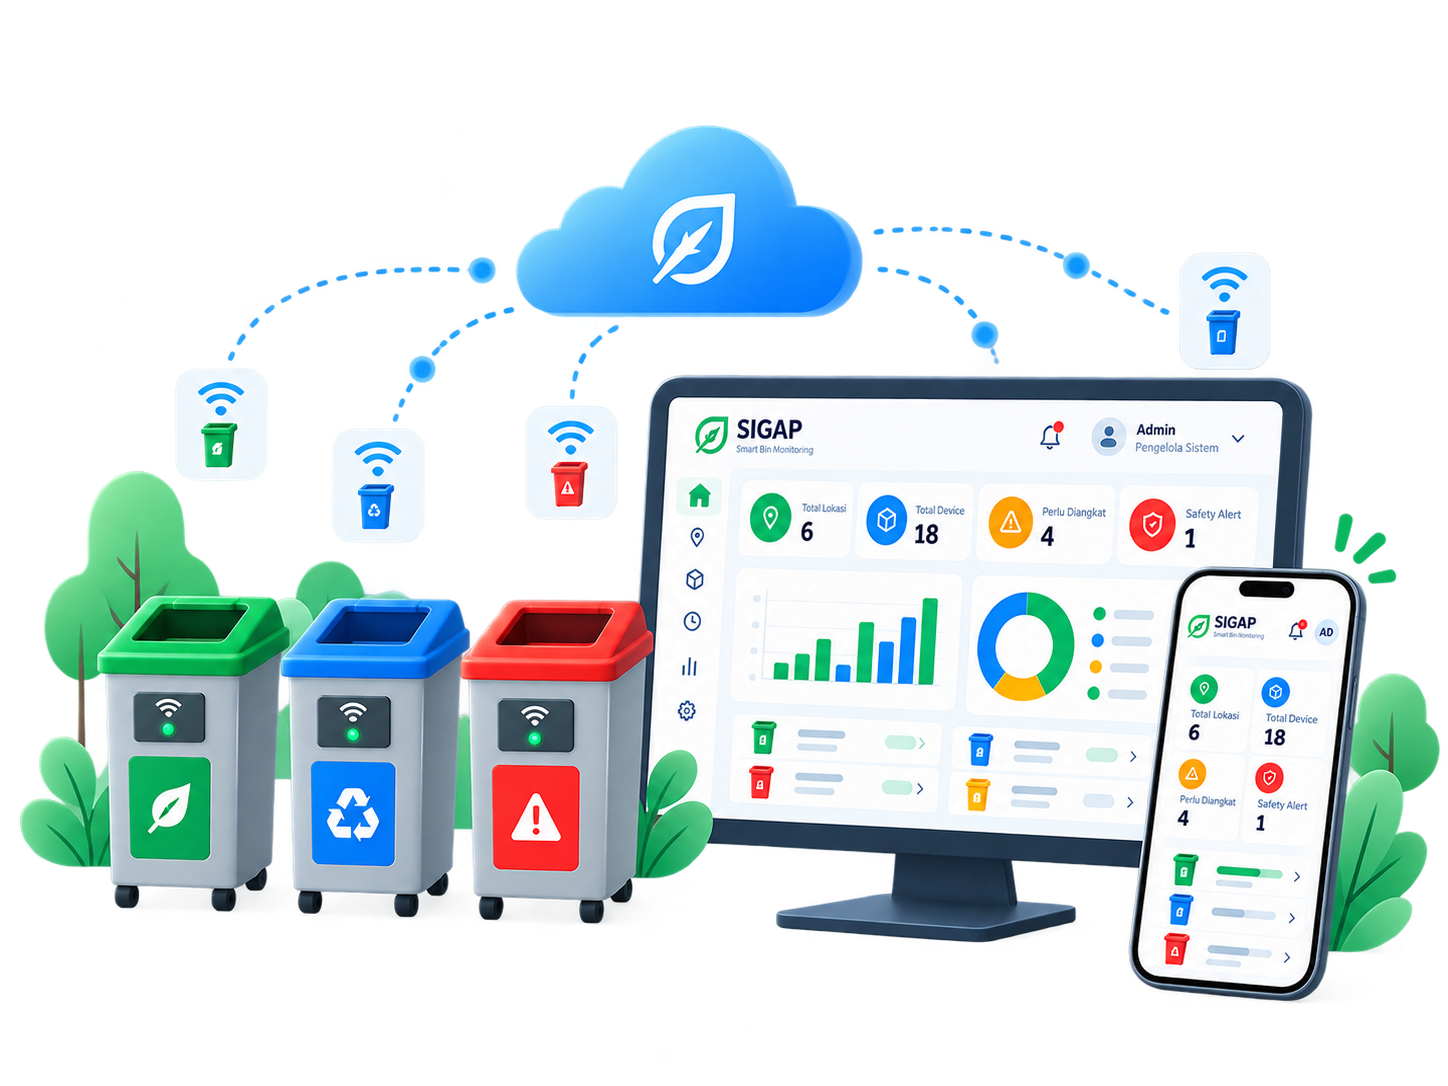 SIGAP
Smart Bin Monitoring
Admin
Pengelola Sistem
Total Lokasi
6
Total Device
18
Perlu Diangkat
4
Safety Alert
1
SIGAP
Smart Bin Monitoring
AD
Total Lokasi
6
Total Device
18
Perlu Diangkat
4
Safety Alert
1